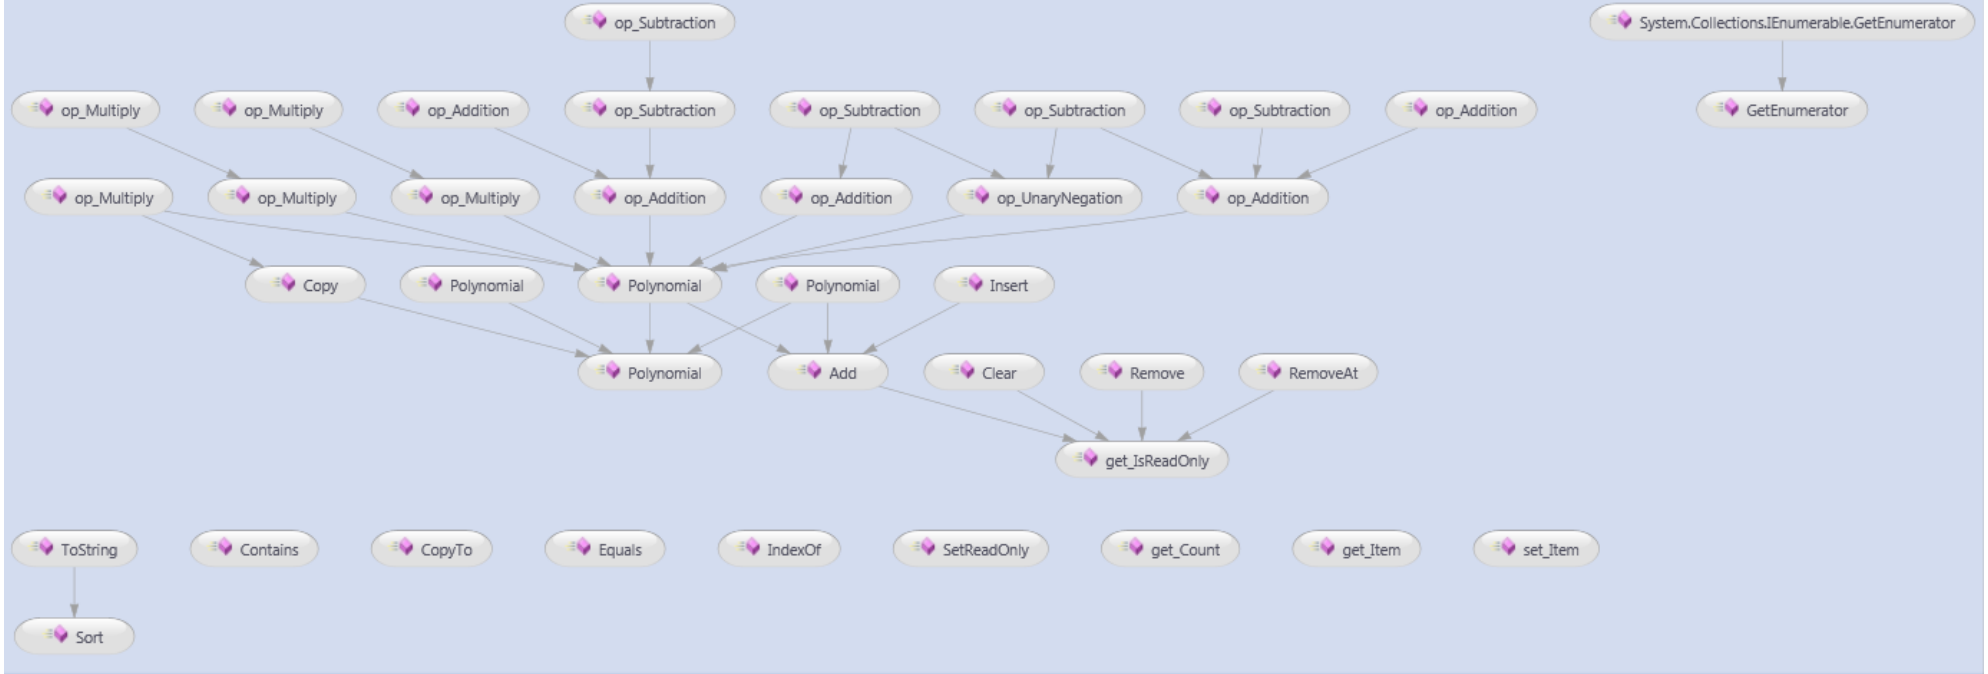 op_Subtraction
System.Collections.IEnumerable.GetEnumerator
op_Multiply
op_Multiply
op_Addition
op_Subtraction
op_Subtraction
op_Subtraction
op_Subtraction
op_Addition
GetEnumerator
op_Multiply
op_Multiply
op_Multiply
op_Addition
op_Addition
op_UnaryNegation
op_Addition
Copy
Polynomial
Polynomial
Polynomial
Insert
Polynomial
Add
Clear
Remove
RemoveAt
get_IsReadOnly
ToString
Contains
CopyTo
Equals
IndexOf
SetReadOnly
get_Count
get_Item
set_Item
Sort